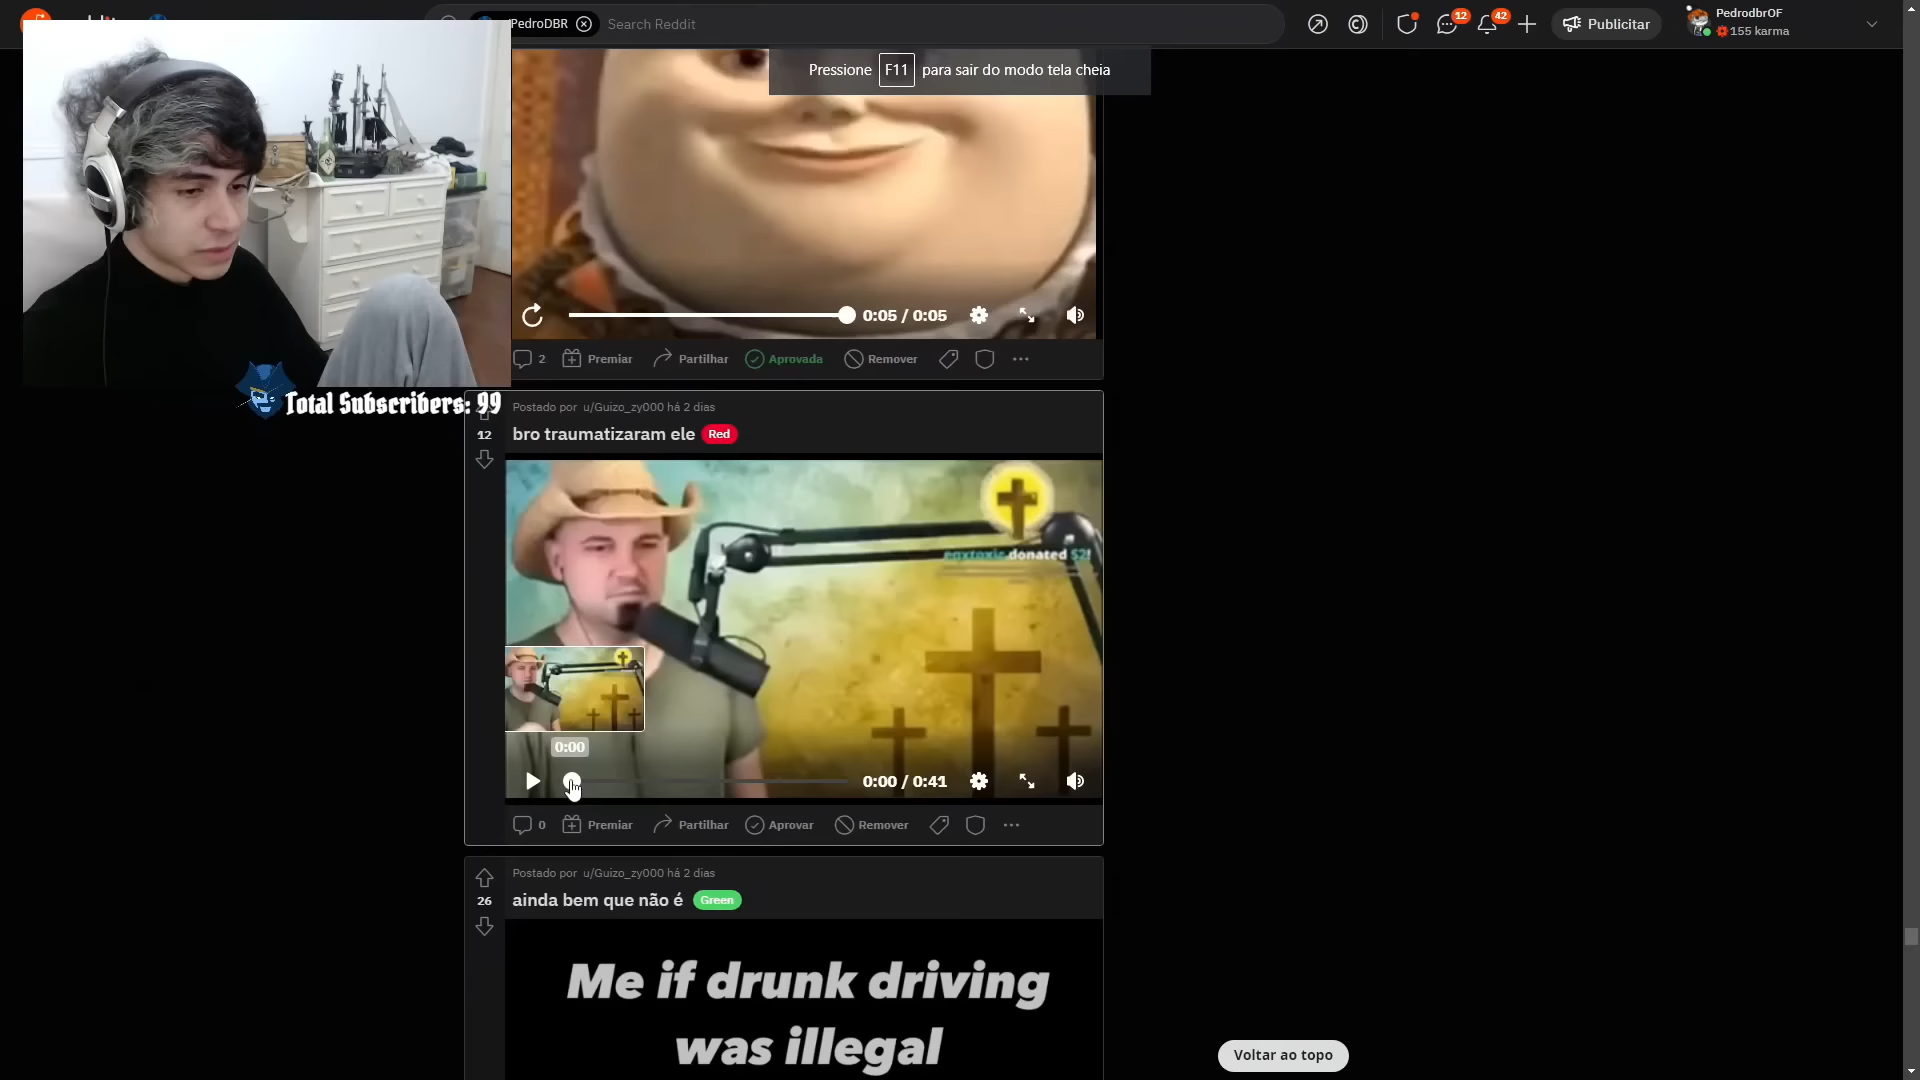 PedroDBR
Search Reddit
12
42
Publicitar
PedrodbrOF
155 karma
Pressione F11 para sair do modo tela cheia
0:05 / 0:05
2 Premiar Partilhar Aprovada Remover
Total Subscribers: 99
Postado por u/Guizo_zy000 há 2 dias
12
bro traumatizaram ele Red
donated $2!
0:00
0:00 / 0:41
0 Premiar Partilhar Aprovar Remover
Postado por u/Guizo_zy000 há 2 dias
26
ainda bem que não é Green
Me if drunk driving
was illegal
Voltar ao topo